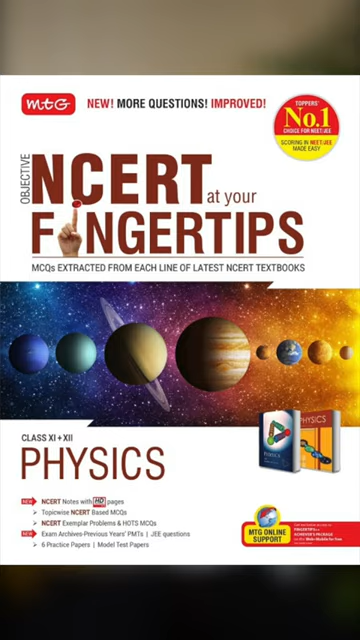 mtG
NEW! MORE QUESTIONS! IMPROVED!
TOPPERS'
No.1
CHOICE FOR NEET/JEE
SCORING IN NEET/JEE
MADE EASY
OBJECTIVE
NCERT at your
FINGERTIPS
MCQs EXTRACTED FROM EACH LINE OF LATEST NCERT TEXTBOOKS
CLASS XI + XII
PHYSICS
PHYSICS
NEW NCERT Notes with HD pages
Topicwise NCERT Based MCQs
NCERT Exemplar Problems & HOTS MCQs
NEW Exam Archives-Previous Years' PMTs | JEE questions
6 Practice Papers | Model Test Papers
MTG ONLINE
SUPPORT